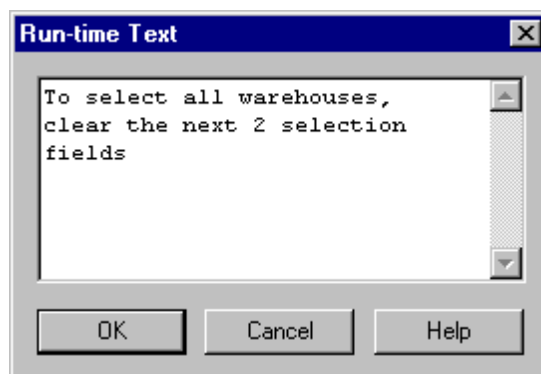 Run-time Text
To select all warehouses,
clear the next 2 selection
fields
OK Cancel Help